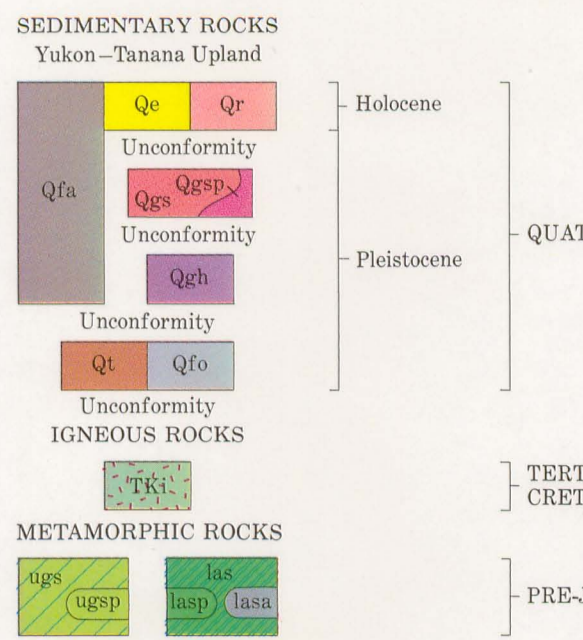 SEDIMENTARY ROCKS
Yukon–Tanana Upland
Qe Qr Holocene
Unconformity
Qfa Qgsp
Qgs
Unconformity QUAT
Pleistocene
Qgh
Unconformity
Qt Qfo
Unconformity
IGNEOUS ROCKS
TKi TERT
CRET
METAMORPHIC ROCKS
ugs las
ugsp lasp lasa PRE-J